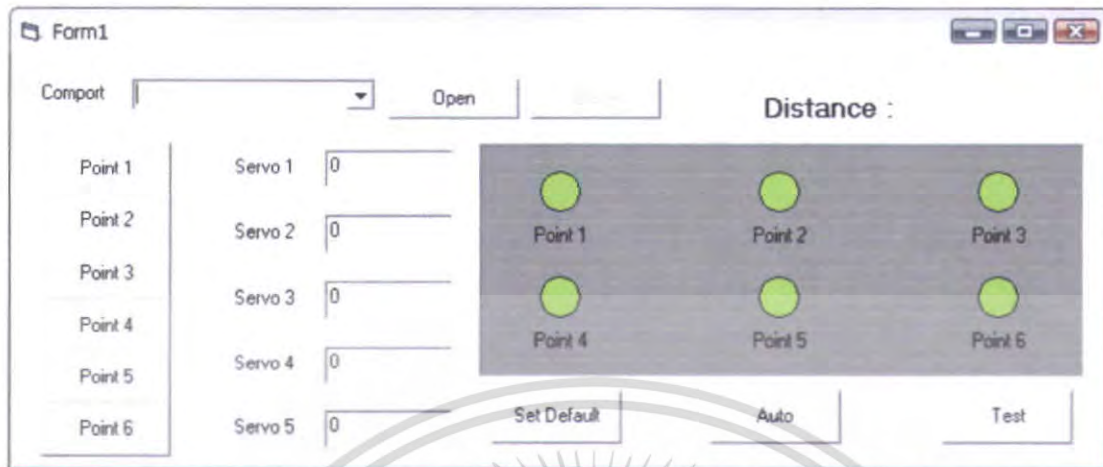 Form1
Comport
Open
Distance :
Point 1
Point 2
Point 3
Point 4
Point 5
Point 6
Servo 1 0
Servo 2 0
Servo 3 0
Servo 4 0
Servo 5 0
Point 1 Point 2 Point 3
Point 4 Point 5 Point 6
Set Default Auto Test